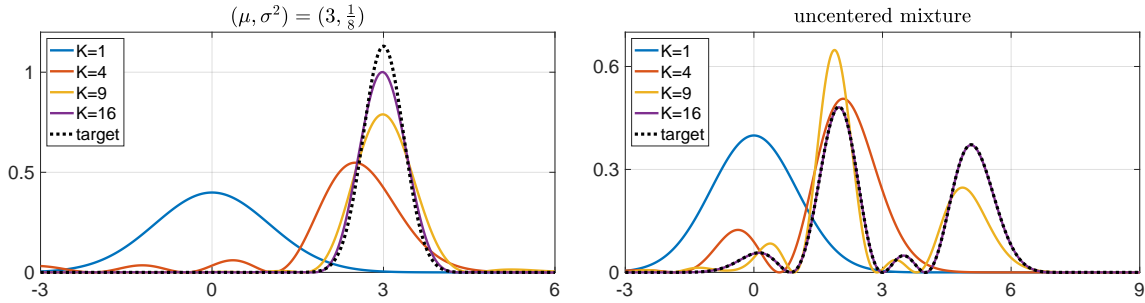 (μ, σ²) = (3, 1/8)
K=1
K=4
K=9
K=16
target
1
0.5
0
-3 0 3 6
uncentered mixture
K=1
K=4
K=9
K=16
target
0.6
0.3
0
-3 0 3 6 9